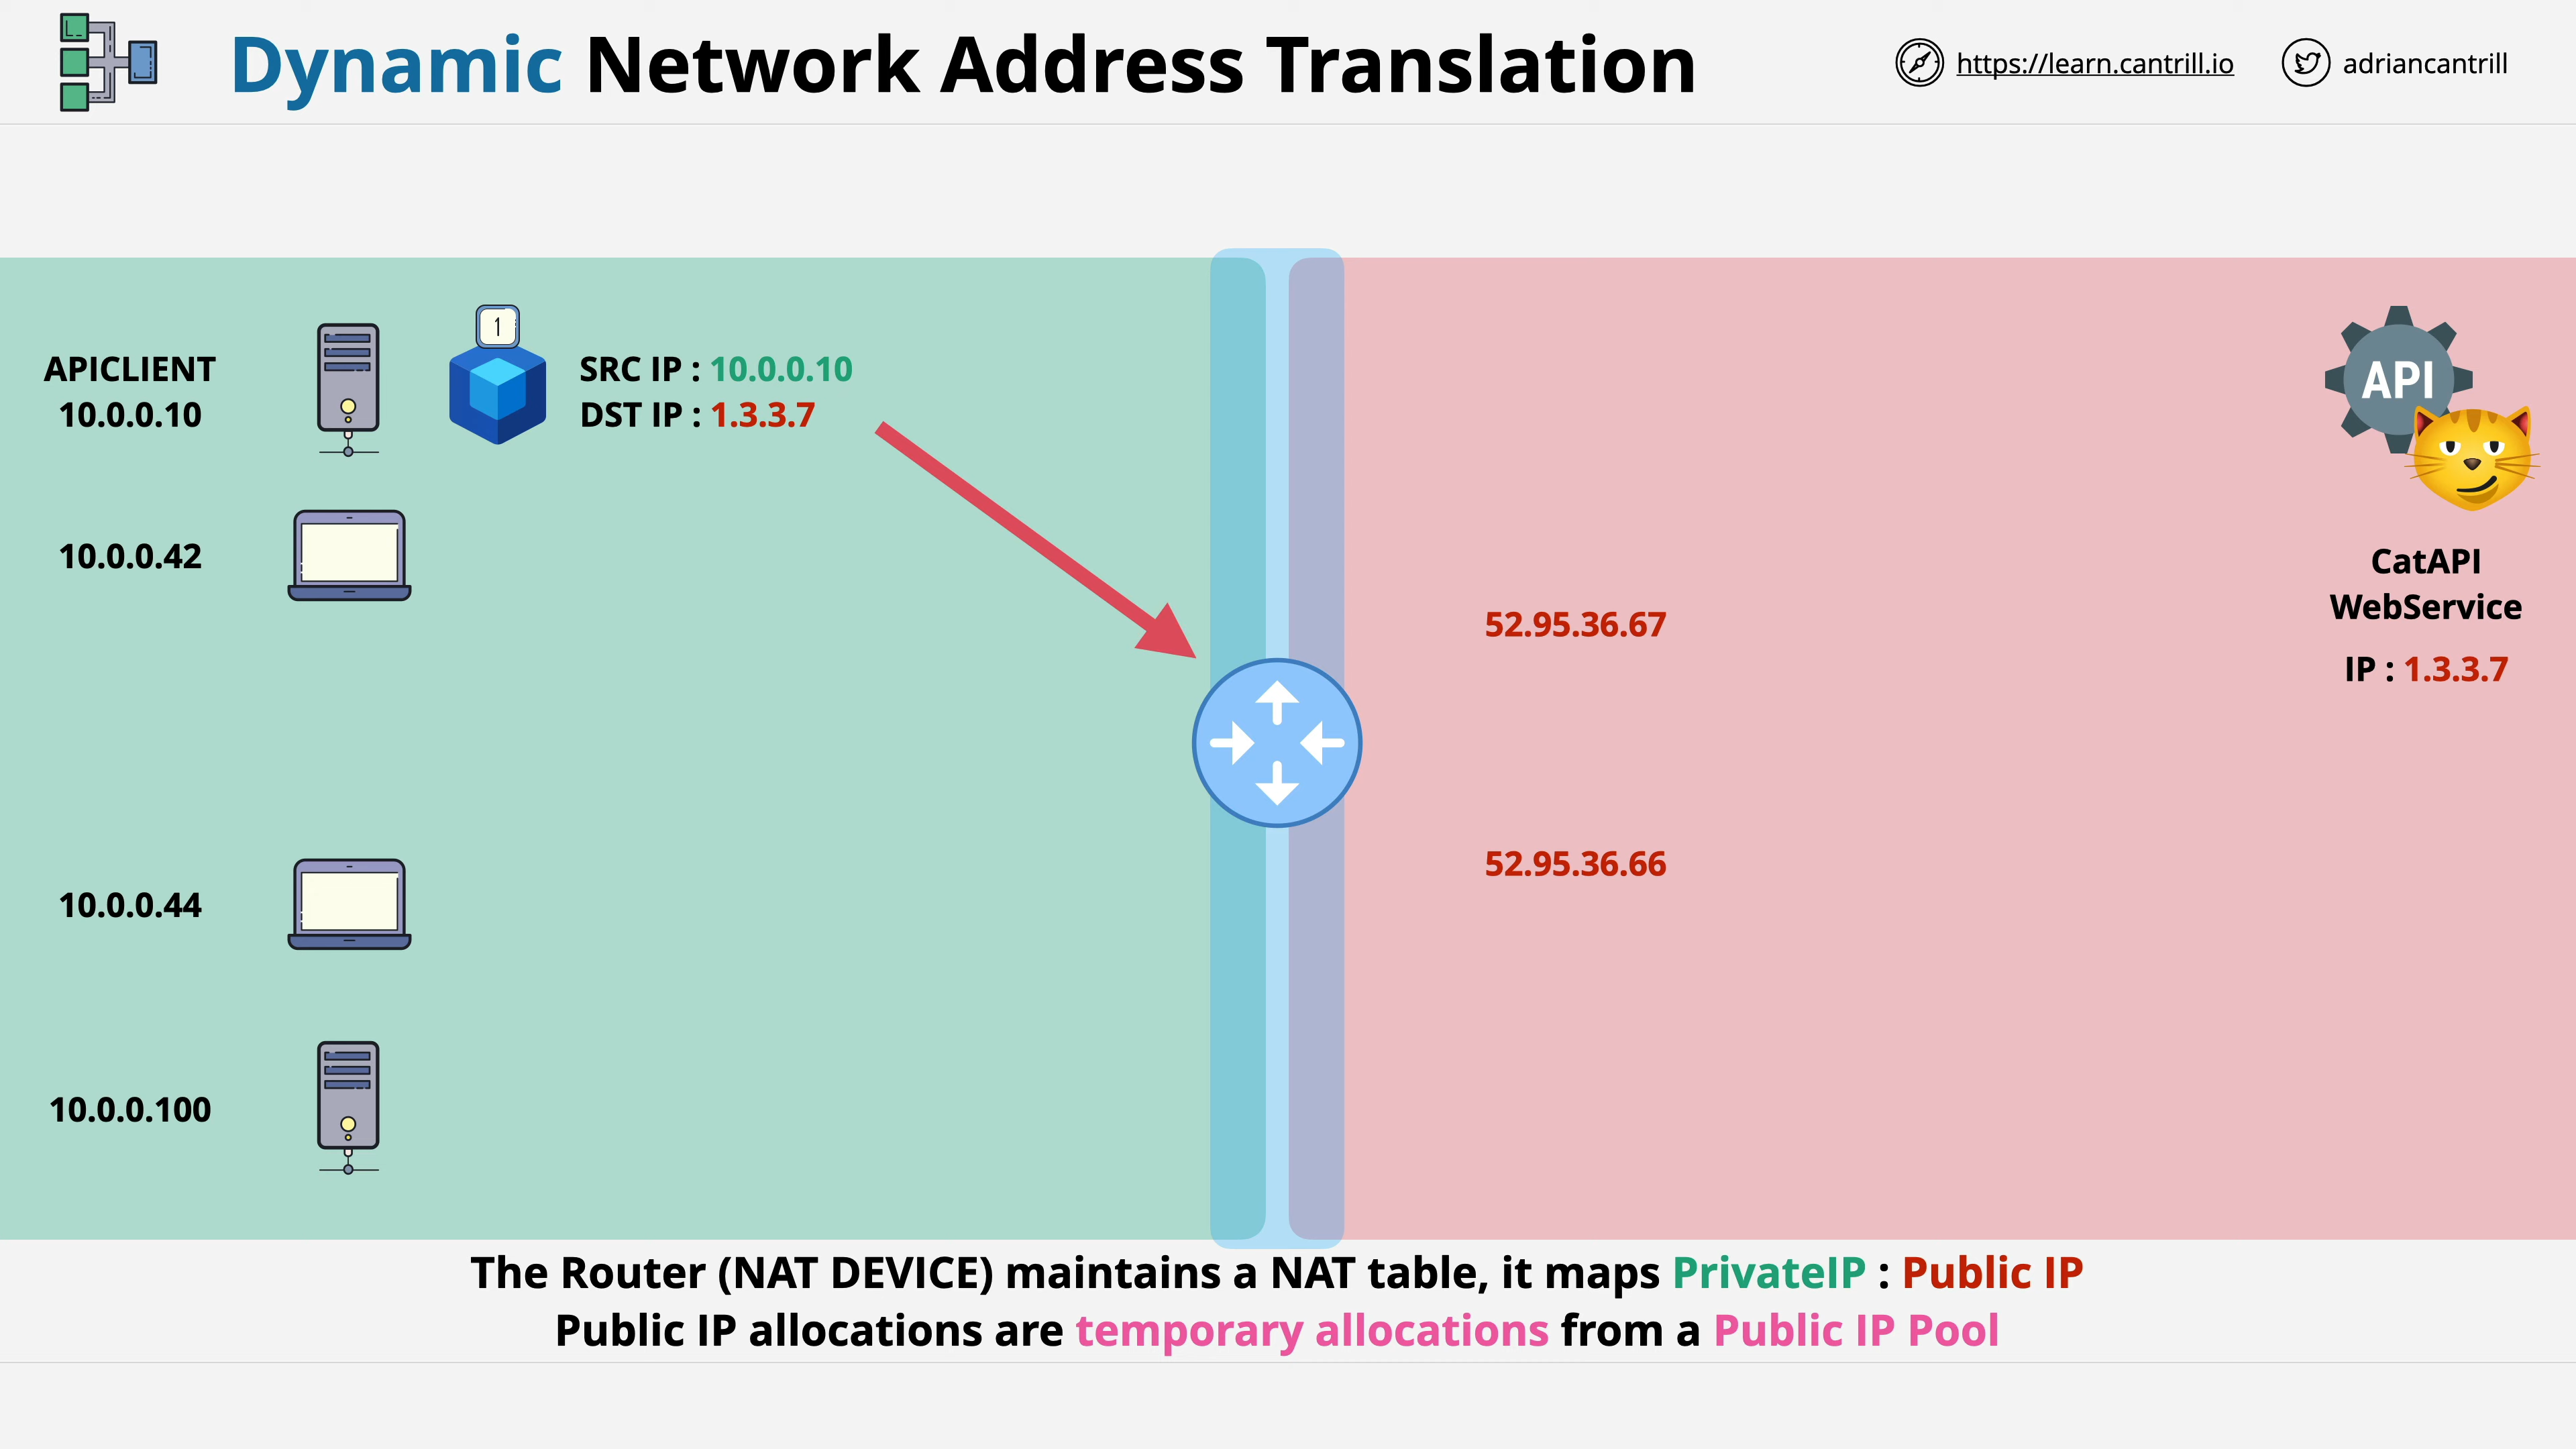 Dynamic Network Address Translation
https://learn.cantrill.io
adriancantrill
APICLIENT
10.0.0.10
1
SRC IP : 10.0.0.10
DST IP : 1.3.3.7
API
10.0.0.42
CatAPI
WebService
IP : 1.3.3.7
52.95.36.67
52.95.36.66
10.0.0.44
10.0.0.100
The Router (NAT DEVICE) maintains a NAT table, it maps PrivateIP : Public IP
Public IP allocations are temporary allocations from a Public IP Pool